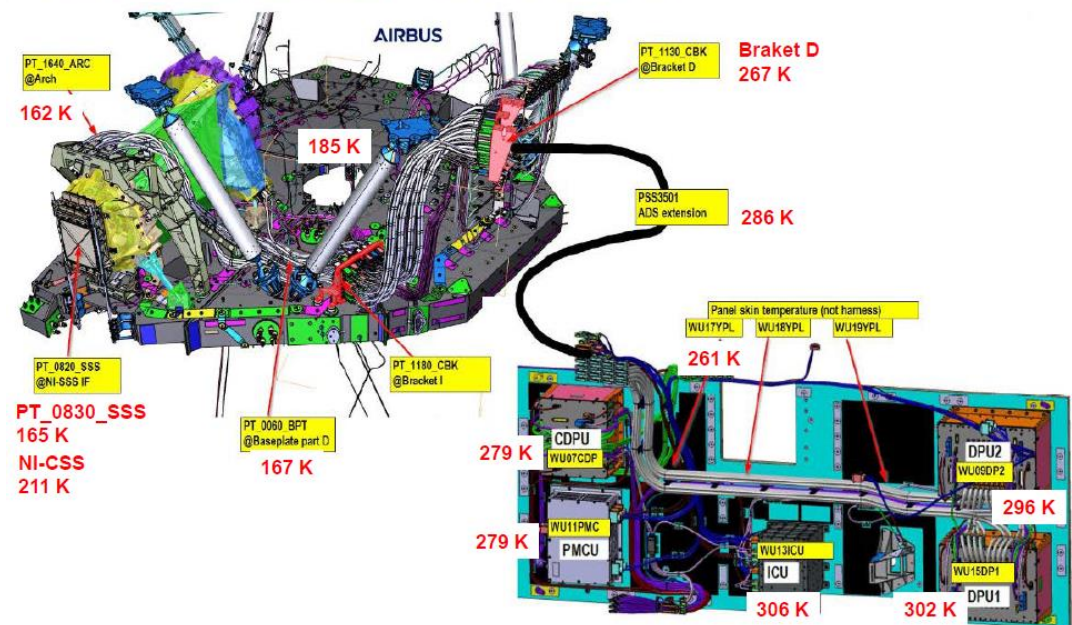 AIRBUS
PT_1640_ARC
@Arch
162 K
185 K
PT_1130_CBK
@Bracket D
Braket D
267 K
PSS3501
ADS extension
286 K
PT_0820_SSS
@NI-SSS IF
PT_0830_SSS
165 K
NI-CSS
211 K
PT_0060_BPT
@Baseplate part D
167 K
PT_1180_CBK
@Bracket I
Panel skin temperature (not harness)
WU17YPL
WU18YPL
WU19YPL
261 K
CDPU
WU07CDP
279 K
WU11PMC
PMCU
279 K
WU13ICU
ICU
306 K
DPU2
WU09DP2
296 K
WU15DP1
DPU1
302 K